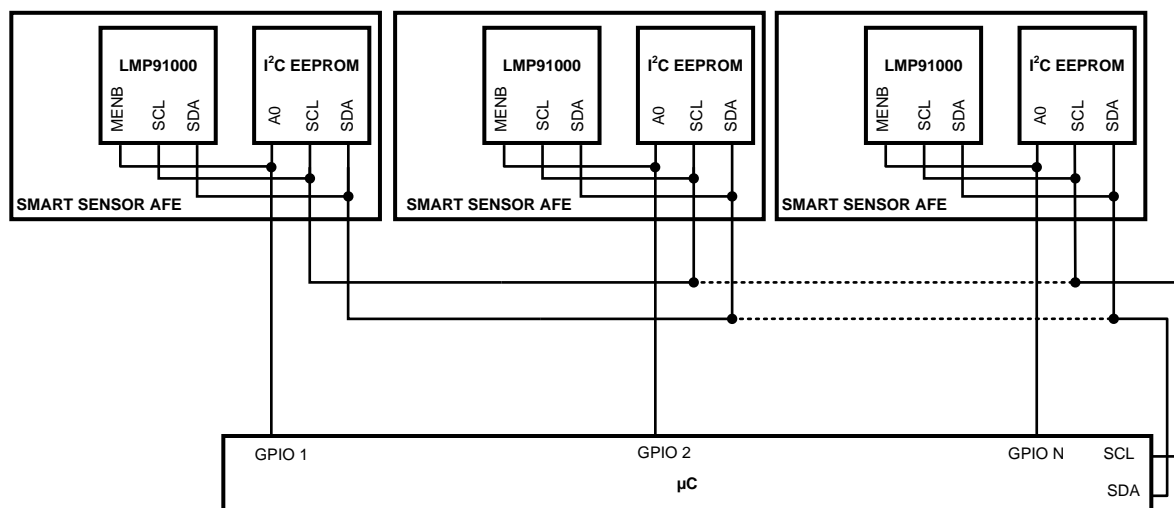 LMP91000
I²C EEPROM
MENB
SCL
SDA
A0
SCL
SDA
SMART SENSOR AFE
LMP91000
I²C EEPROM
MENB
SCL
SDA
A0
SCL
SDA
SMART SENSOR AFE
LMP91000
I²C EEPROM
MENB
SCL
SDA
A0
SCL
SDA
SMART SENSOR AFE
GPIO 1
GPIO 2
GPIO N
SCL
SDA
µC